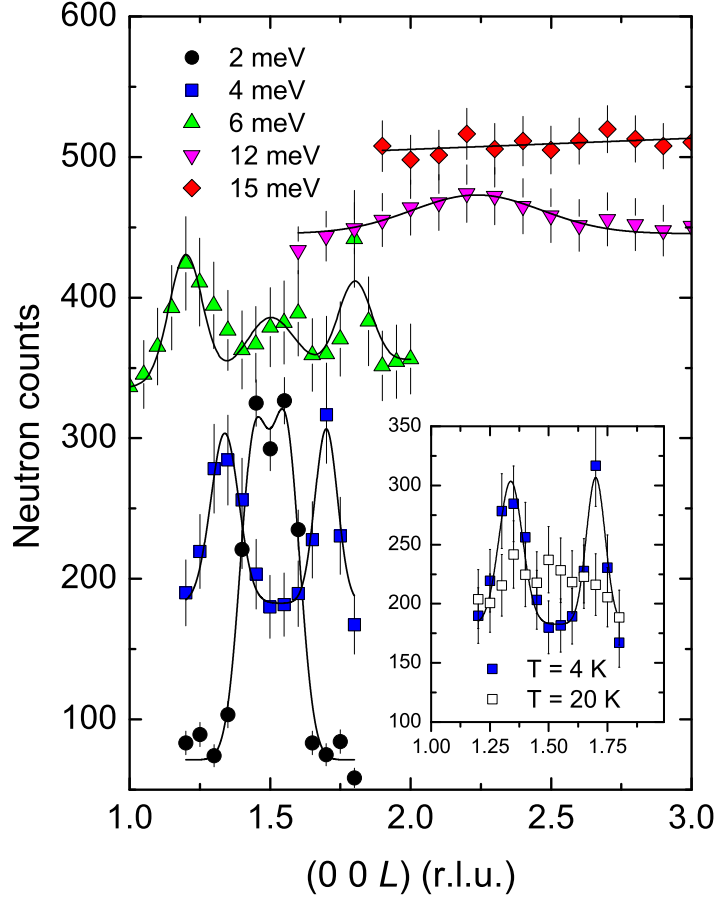 600
500
400
300
200
100
Neutron counts
2 meV
4 meV
6 meV
12 meV
15 meV
350
300
250
200
150
100
T = 4 K
T = 20 K
1.00 1.25 1.50 1.75
1.0 1.5 2.0 2.5 3.0
(0 0 L) (r.l.u.)